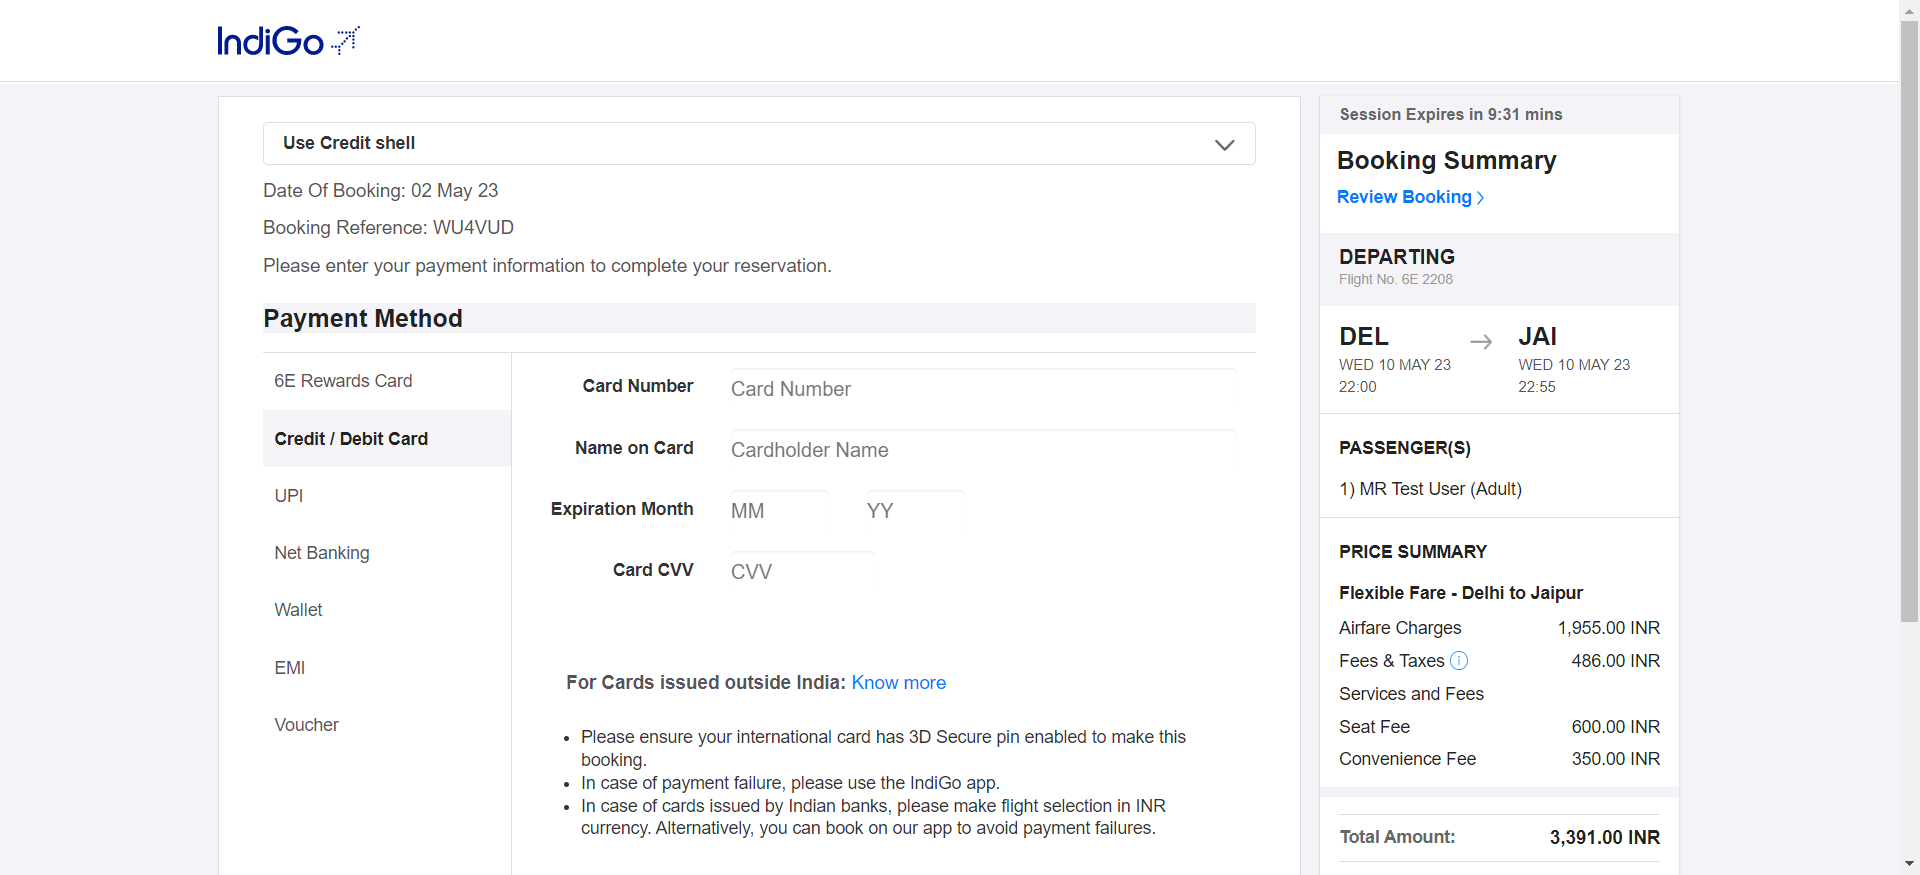 IndiGo
Use Credit shell
Date Of Booking: 02 May 23
Booking Reference: WU4VUD
Please enter your payment information to complete your reservation.
Payment Method
6E Rewards Card
Credit / Debit Card
UPI
Net Banking
Wallet
EMI
Voucher
Card Number
Card Number
Name on Card
Cardholder Name
Expiration Month
MM
YY
Card CVV
CVV
For Cards issued outside India: Know more
• Please ensure your international card has 3D Secure pin enabled to make this
booking.
• In case of payment failure, please use the IndiGo app.
• In case of cards issued by Indian banks, please make flight selection in INR
currency. Alternatively, you can book on our app to avoid payment failures.
Session Expires in 9:31 mins
Booking Summary
Review Booking
DEPARTING
Flight No. 6E 2208
DEL → JAI
WED 10 MAY 23 WED 10 MAY 23
22:00 22:55
PASSENGER(S)
1) MR Test User (Adult)
PRICE SUMMARY
Flexible Fare - Delhi to Jaipur
Airfare Charges 1,955.00 INR
Fees & Taxes 486.00 INR
Services and Fees
Seat Fee 600.00 INR
Convenience Fee 350.00 INR
Total Amount: 3,391.00 INR